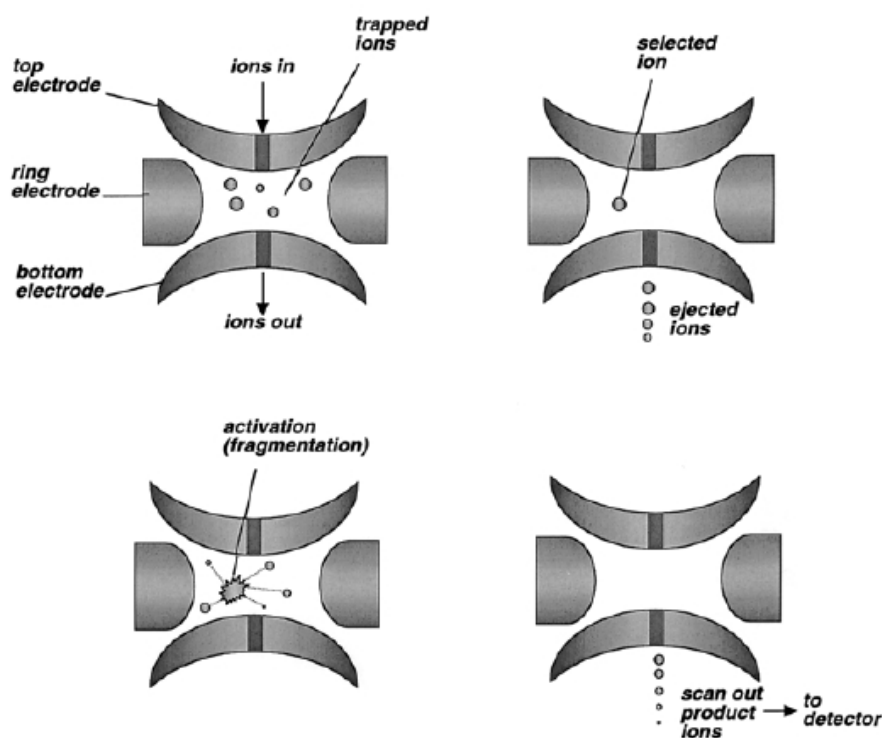 trapped
ions
top
electrode
ions in
ring
electrode
bottom
electrode
ions out
selected
ion
ejected
ions
activation
(fragmentation)
scan out
product
ions
to
detector